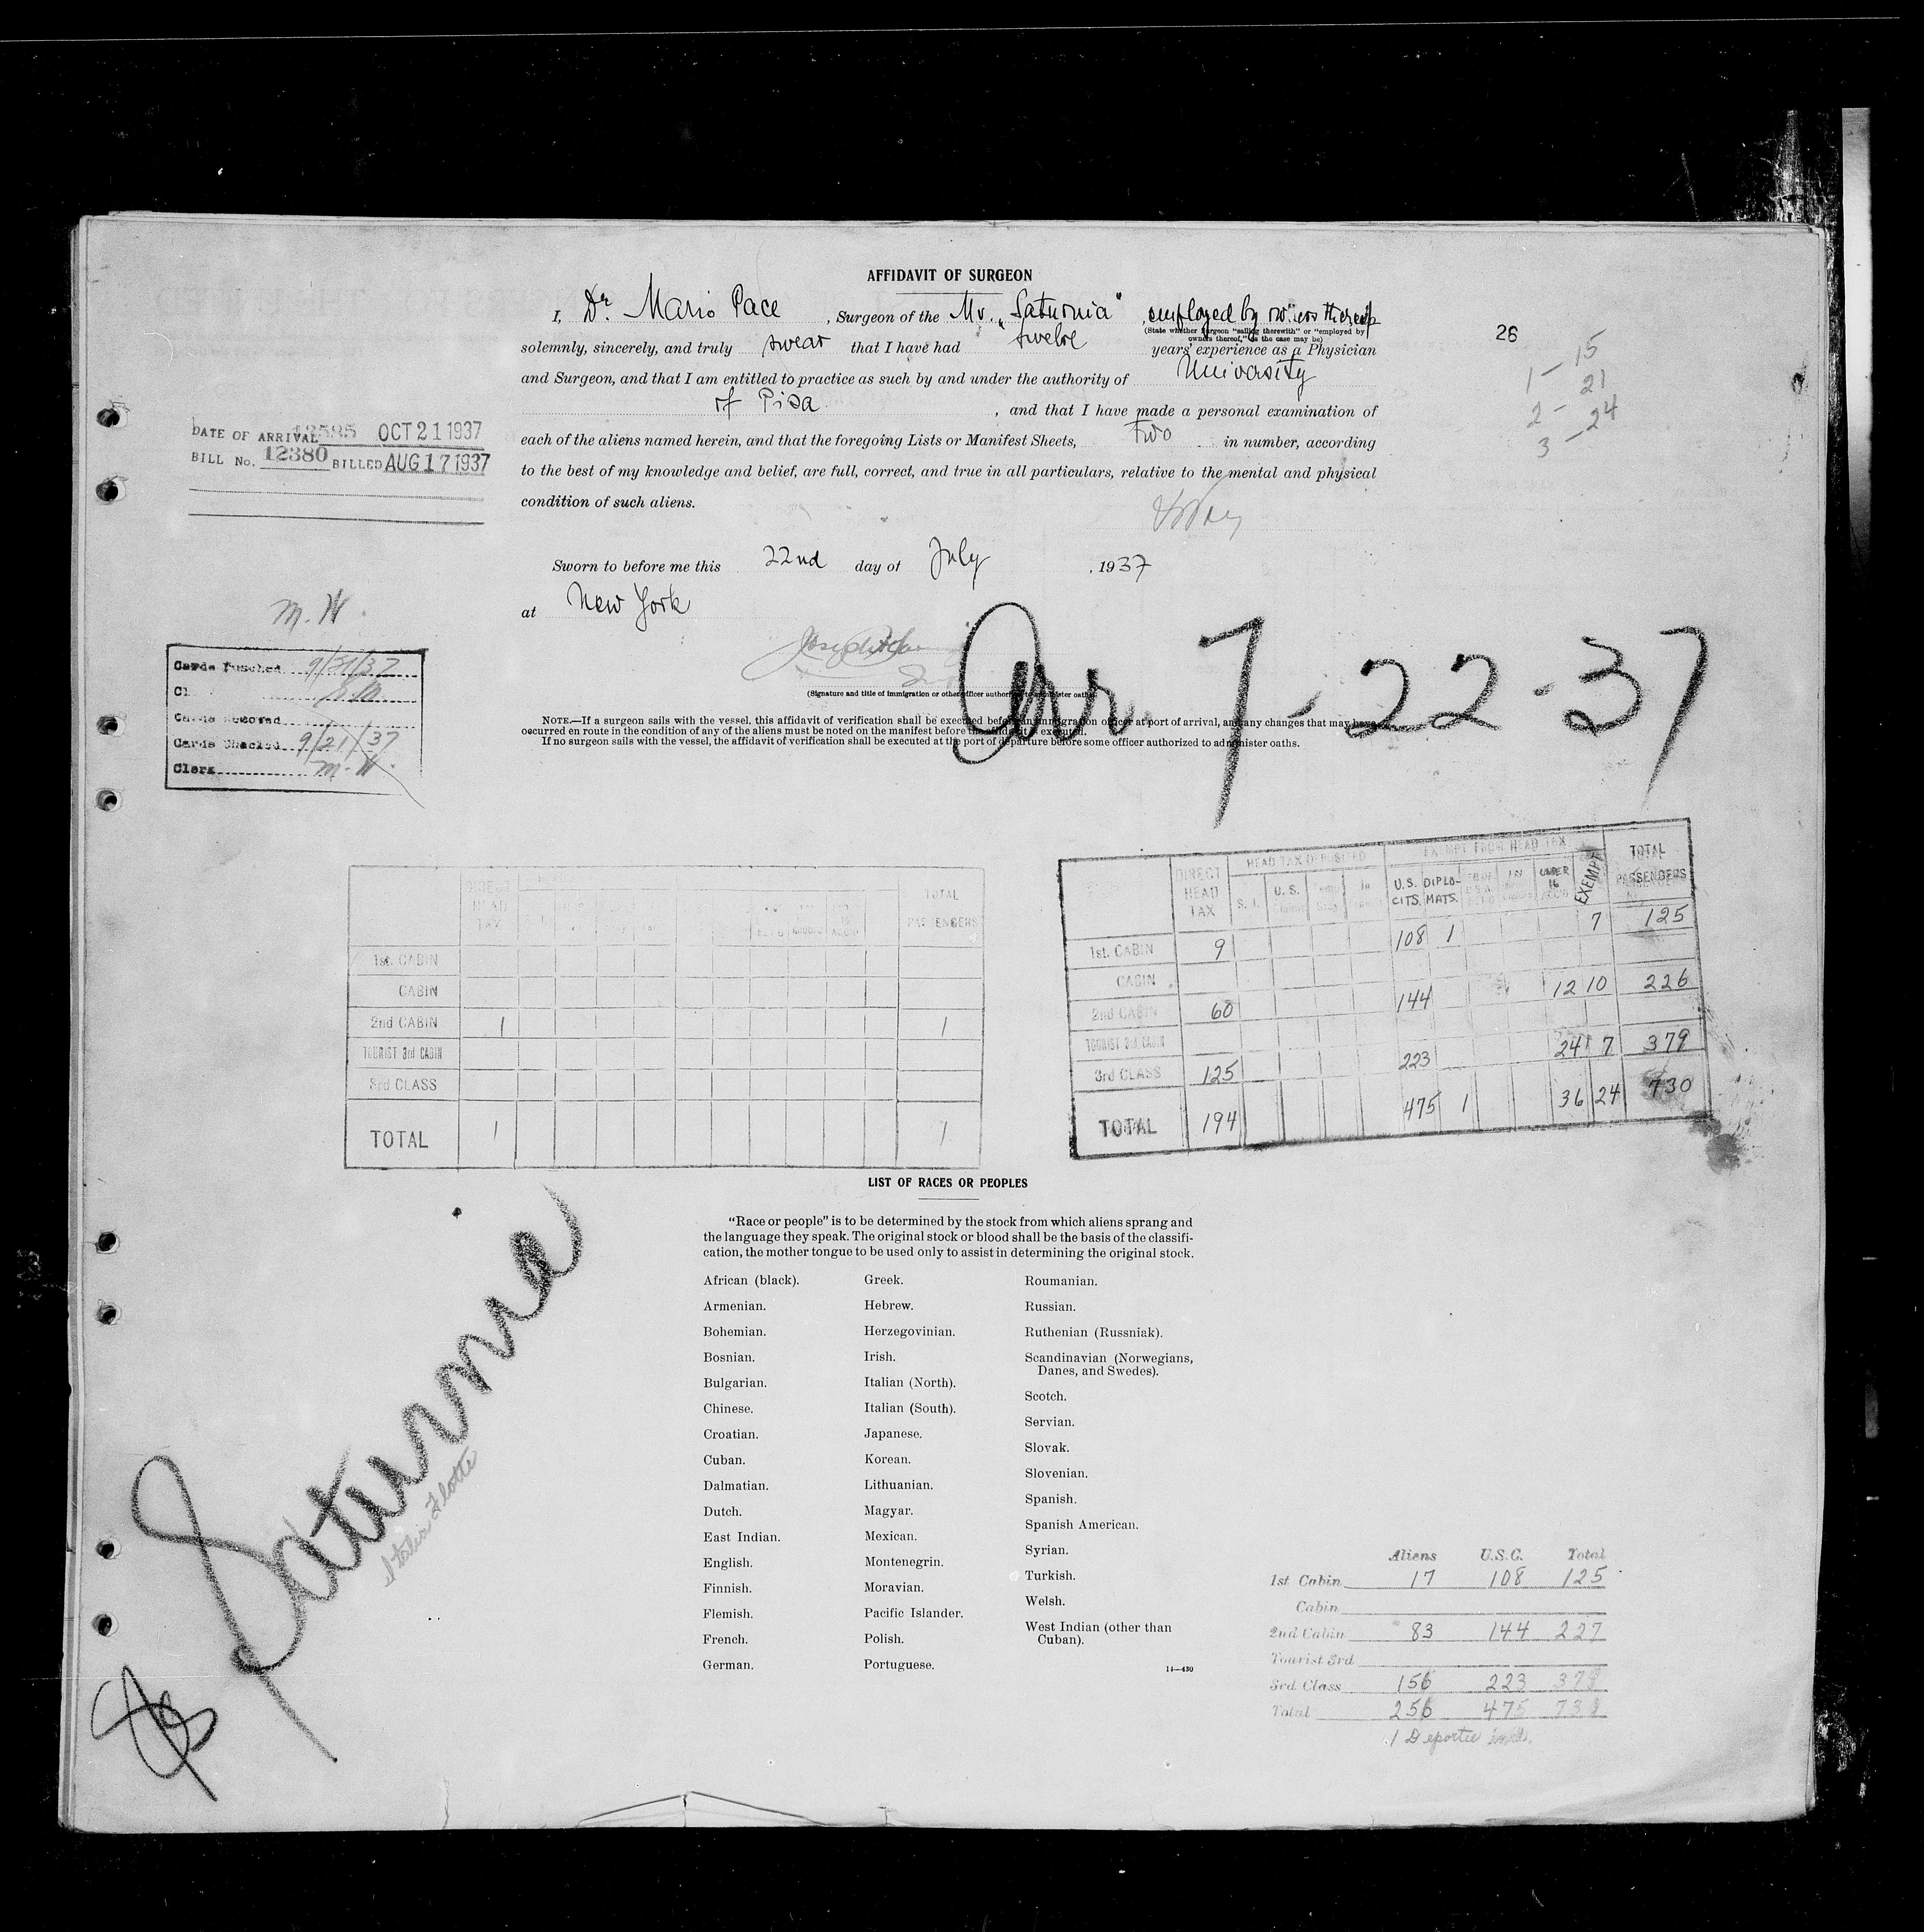 AFFIDAVIT OF SURGEON
I, Dr. Mario Pace, Surgeon of the Mv. „Saturnia" employed by owners thereof
(State whether surgeon "sailing therewith" or "employed by
owners thereof," as the case may be)
solemnly, sincerely, and truly swear that I have had twelve years' experience as a Physician
and Surgeon, and that I am entitled to practice as such by and under the authority of University
of Pisa, and that I have made a personal examination of
each of the aliens named herein, and that the foregoing Lists or Manifest Sheets, two in number, according
to the best of my knowledge and belief, are full, correct, and true in all particulars, relative to the mental and physical
condition of such aliens.
26
1 - 15
2 - 21
3 - 24
DATE OF ARRIVAL OCT 21 1937
BILL No. 12380 BILLED AUG 17 1937
Sworn to before me this 22nd day of July, 1937
at New York
(Signature and title of immigration or other officer authorized to administer oaths)
Arr. 7-22-37
M. W.
Cards Punched 9/21/37
Cards Checked 9/21/37
Clerk M. W.
NOTE.—If a surgeon sails with the vessel, this affidavit of verification shall be executed before an immigration officer at port of arrival, and any changes that may have
occurred en route in the condition of any of the aliens must be noted on the manifest before the affidavit is executed.
If no surgeon sails with the vessel, the affidavit of verification shall be executed at the port of departure before some officer authorized to administer oaths.
DIRECT HEAD TAX TOTAL PASSENGERS
1st. CABIN
CABIN
2nd CABIN 1 1
TOURIST 3rd CABIN
3rd CLASS
TOTAL 1 1
HEAD TAX DEPOSITED EXEMPT FROM HEAD TAX
DIRECT HEAD TAX S. I. U. S. U.S. CITS. DIPLOMATS. UNDER 16 EXEMPT TOTAL PASSENGERS
1st. CABIN 9 108 1 7 125
CABIN
2nd CABIN 60 144 12 10 226
TOURIST 3rd CABIN
3rd CLASS 125 223 24 7 379
TOTAL 194 475 1 36 24 730
LIST OF RACES OR PEOPLES
"Race or people" is to be determined by the stock from which aliens sprang and
the language they speak. The original stock or blood shall be the basis of the classifi-
cation, the mother tongue to be used only to assist in determining the original stock.
African (black).
Armenian.
Bohemian.
Bosnian.
Bulgarian.
Chinese.
Croatian.
Cuban.
Dalmatian.
Dutch.
East Indian.
English.
Finnish.
Flemish.
French.
German.
Greek.
Hebrew.
Herzegovinian.
Irish.
Italian (North).
Italian (South).
Japanese.
Korean.
Lithuanian.
Magyar.
Mexican.
Montenegrin.
Moravian.
Pacific Islander.
Polish.
Portuguese.
Roumanian.
Russian.
Ruthenian (Russniak).
Scandinavian (Norwegians,
Danes, and Swedes).
Scotch.
Servian.
Slovak.
Slovenian.
Spanish.
Spanish American.
Syrian.
Turkish.
Welsh.
West Indian (other than
Cuban).
14—430
Saturnia
Aliens U.S.C. Total
1st Cabin 17 108 125
Cabin
2nd Cabin 83 144 227
Tourist 3rd
3rd Class 156 223 379
Total 256 475 731
1 Deportee incl.